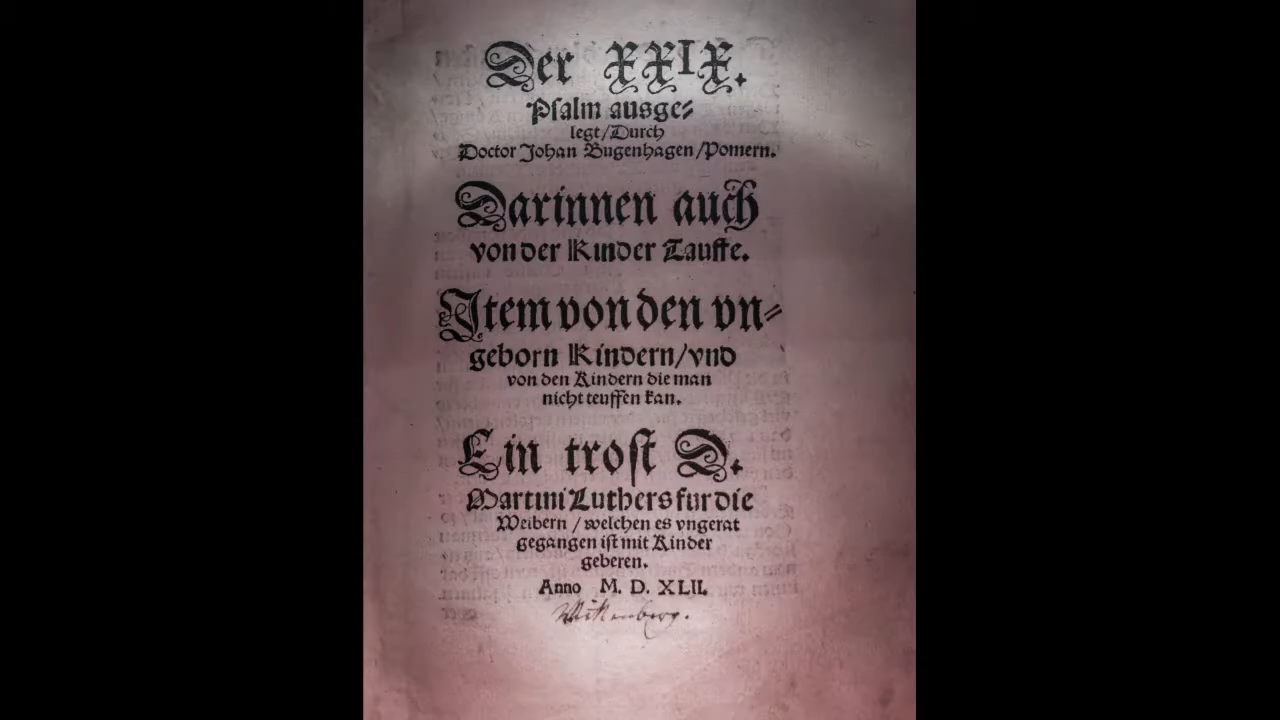 Der XXIX.
Psalm ausge⸗
legt/Durch
Doctor Johan Bugenhagen/Pomern.
Darinnen auch
von der Kinder Tauffe.
Item von den vn⸗
geborn Kindern/vnd
von den Kindern die man
nicht teuffen kan.
Ein trost D.
Martini Luthers fur die
Weibern/welchen es vngerat
gegangen ist mit Kinder
geberen.
Anno M. D. XLII.
Wittenberg.